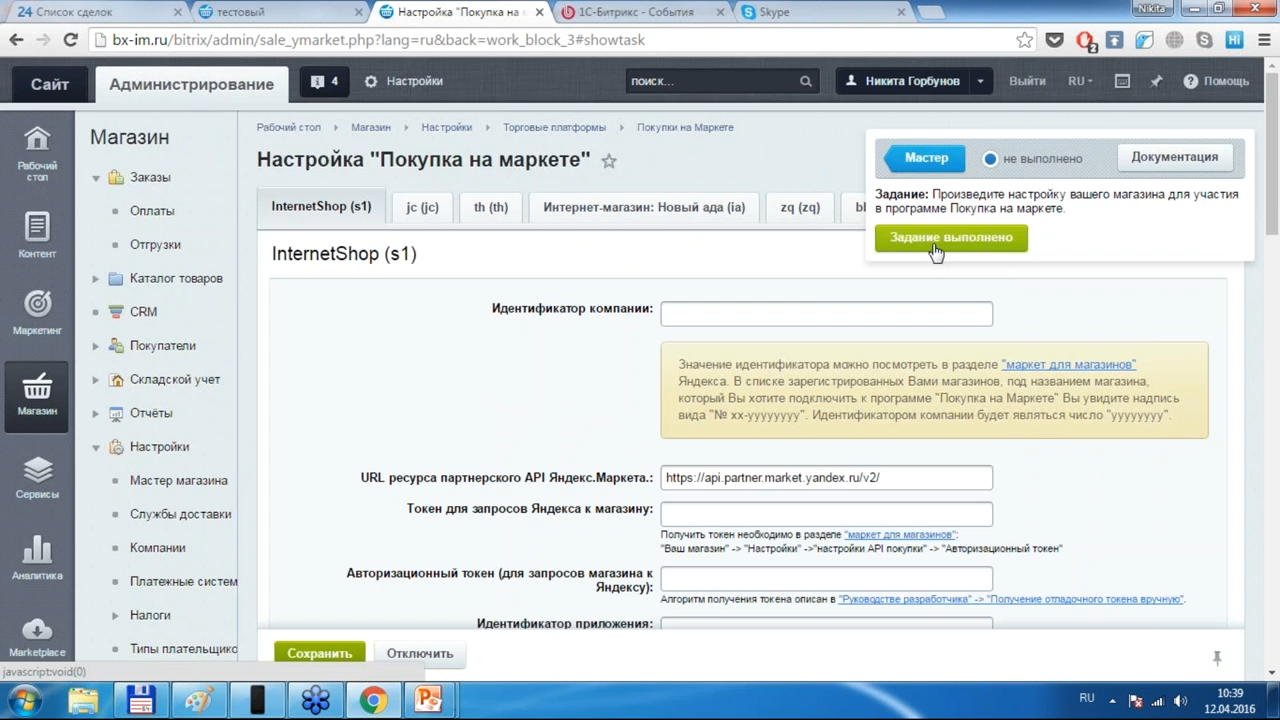 24 Список сделок
тестовый
Настройка "Покупка на
1С-Битрикс - События
Skype
Nikita
bx-im.ru/bitrix/admin/sale_ymarket.php?lang=ru&back=work_block_3#showtask
2
Hi
Сайт
Администрирование
4
Настройки
поиск...
Никита Горбунов
Выйти
RU
Помощь
Рабочий стол
Контент
Маркетинг
Магазин
Сервисы
Аналитика
Marketplace
Магазин
Заказы
Оплаты
Отгрузки
Каталог товаров
CRM
Покупатели
Складской учет
Отчёты
Настройки
Мастер магазина
Службы доставки
Компании
Платежные систем
Налоги
Типы плательщико
Рабочий стол
Магазин
Настройки
Торговые платформы
Покупки на Маркете
Настройка "Покупка на маркете"
Мастер
не выполнено
Документация
Задание: Произведите настройку вашего магазина для участия
в программе Покупка на маркете.
Задание выполнено
InternetShop (s1)
jc (jc)
th (th)
Интернет-магазин: Новый ада (ia)
zq (zq)
InternetShop (s1)
Идентификатор компании:
Значение идентификатора можно посмотреть в разделе "маркет для магазинов"
Яндекса. В списке зарегистрированных Вами магазинов, под названием магазина,
который Вы хотите подключить к программе "Покупка на Маркете" Вы увидите надпись
вида "№ xx-yyyyyyyy". Идентификатором компании будет являться число "yyyyyyyy".
URL ресурса партнерского API Яндекс.Маркета.:
https://api.partner.market.yandex.ru/v2/
Токен для запросов Яндекса к магазину:
Получить токен необходимо в разделе "маркет для магазинов":
"Ваш магазин" -> "Настройки" ->"настройки API покупки" -> "Авторизационный токен"
Авторизационный токен (для запросов магазина к
Яндексу):
Алгоритм получения токена описан в "Руководстве разработчика" -> "Получение отладочного токена вручную".
Идентификатор приложения:
Сохранить
Отключить
javascript:void(0)
RU
10:39
12.04.2016